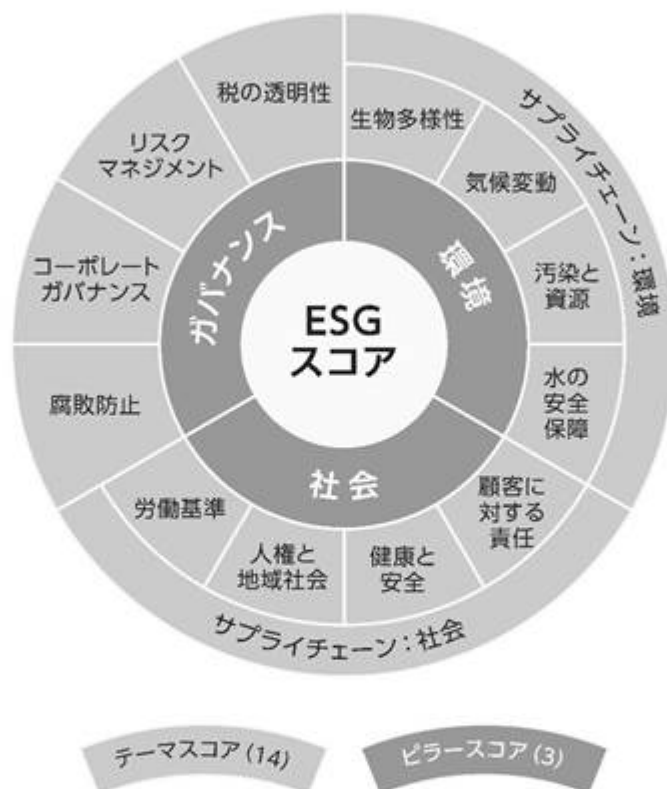 税の透明性
生物多様性
気候変動
汚染と
資源
水の
安全
保障
サプライチェーン：環境
リスク
マネジメント
コーポレート
ガバナンス
腐敗防止
ガバナンス
環境
ESG
スコア
社会
労働基準
人権と
地域社会
健康と
安全
顧客に
対する
責任
サプライチェーン：社会
テーマスコア (14)
ピラースコア (3)